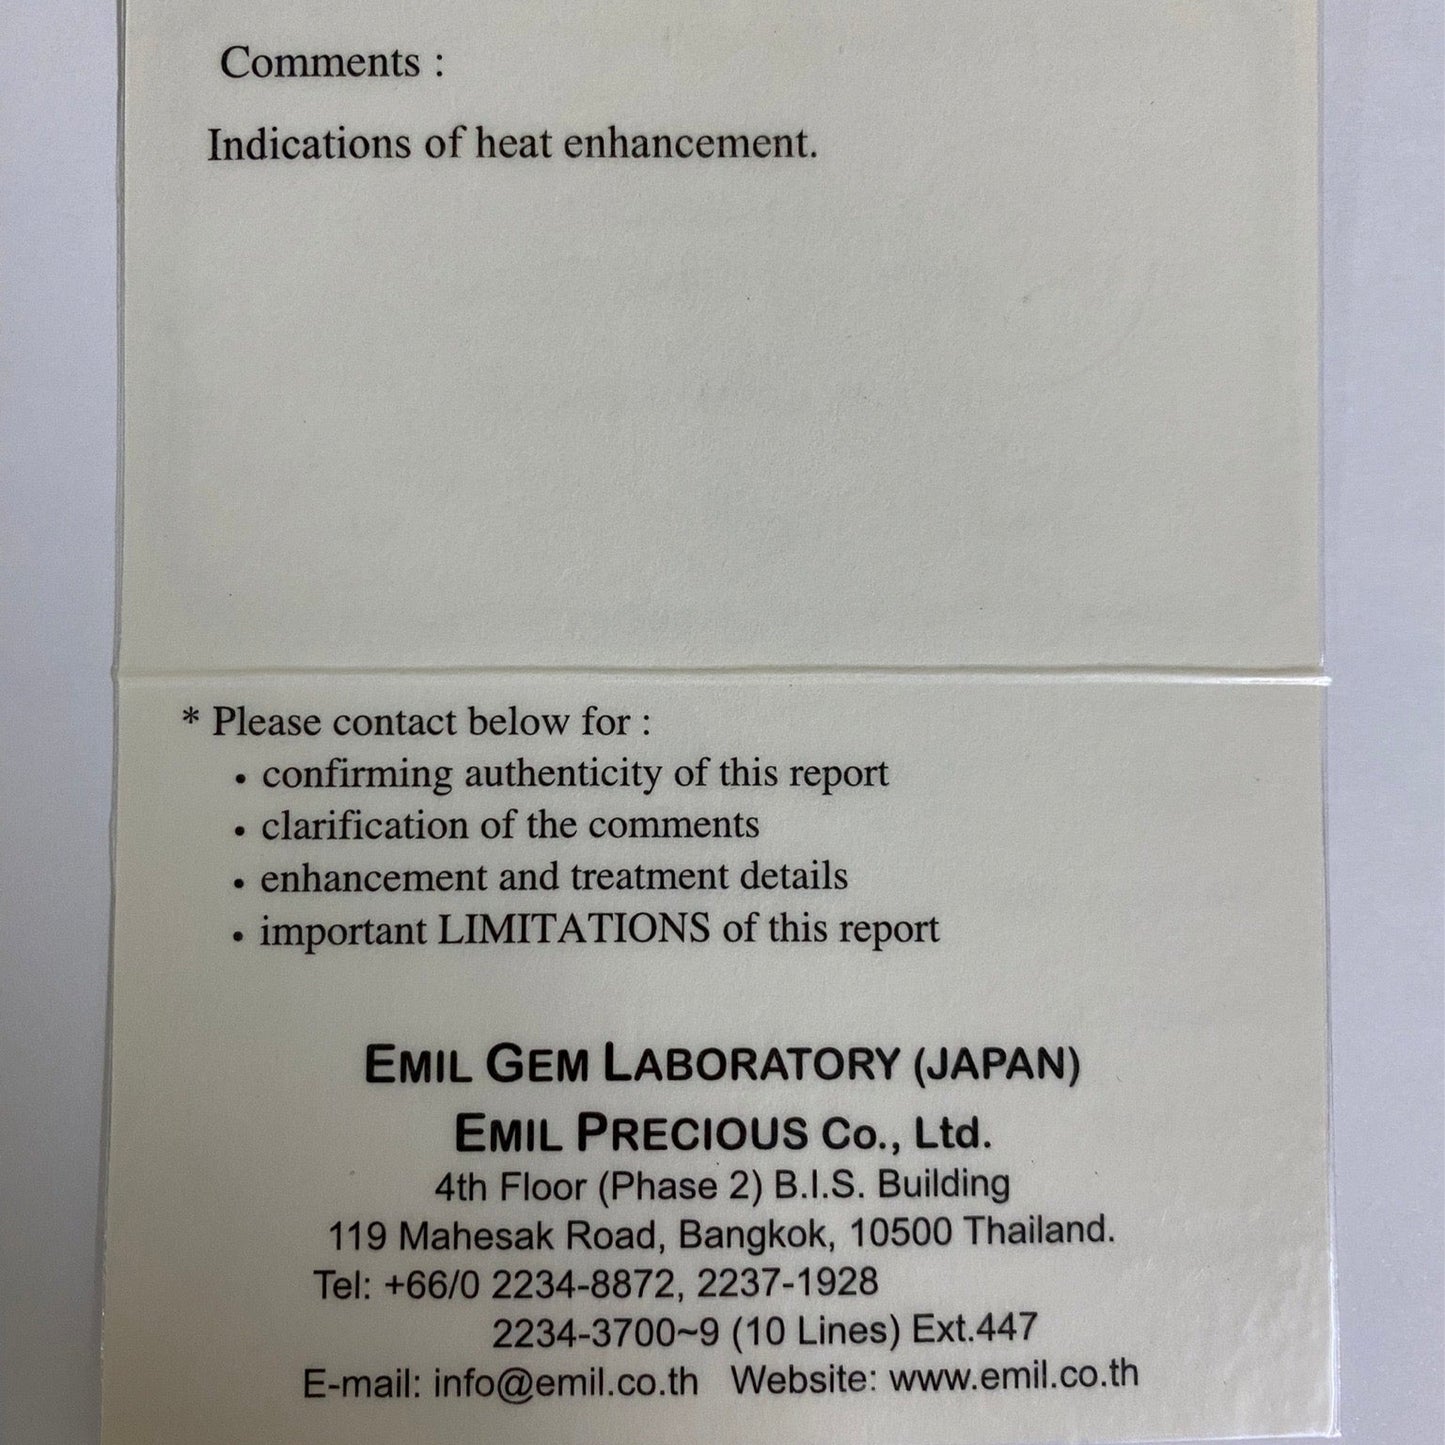 Comments :
Indications of heat enhancement.
* Please contact below for :
• confirming authenticity of this report
• clarification of the comments
• enhancement and treatment details
• important LIMITATIONS of this report
EMIL GEM LABORATORY (JAPAN)
EMIL PRECIOUS Co., Ltd.
4th Floor (Phase 2) B.I.S. Building
119 Mahesak Road, Bangkok, 10500 Thailand.
Tel: +66/0 2234-8872, 2237-1928
2234-3700~9 (10 Lines) Ext.447
E-mail: info@emil.co.th Website: www.emil.co.th